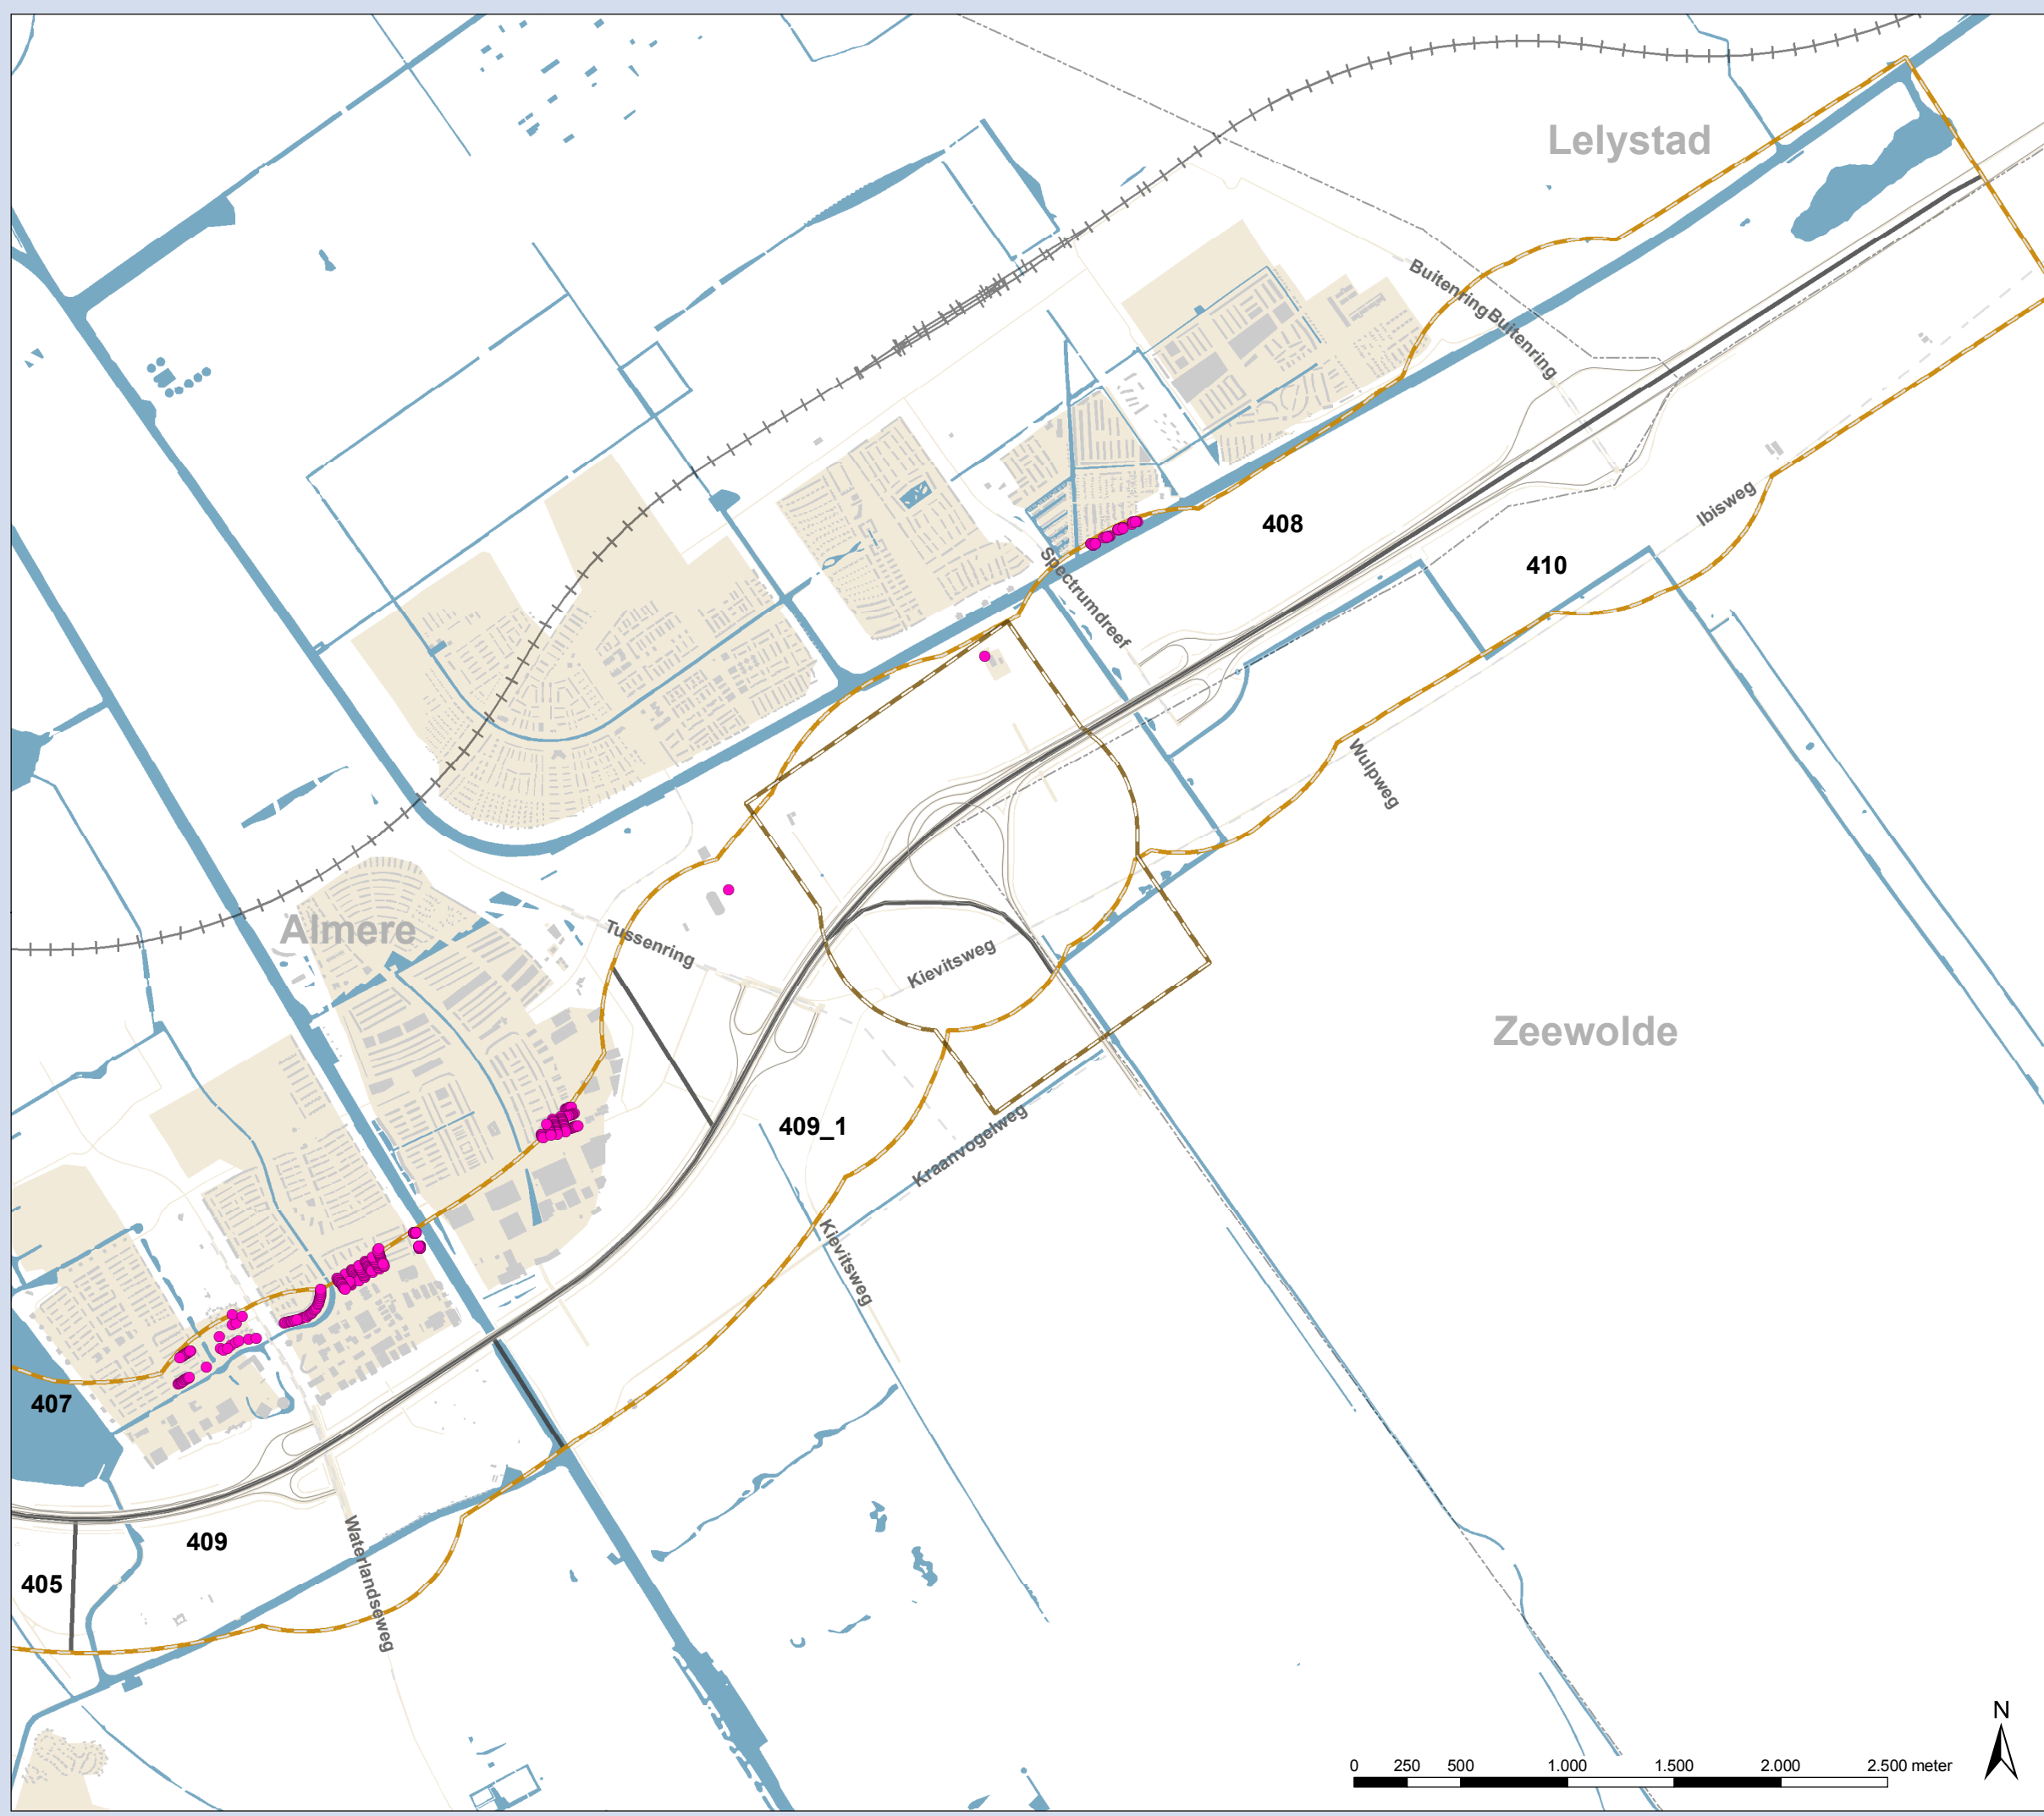 Lelystad
Buitenring
Buitenring
Ibisweg
408
410
Spectrumdreef
Wulpweg
Almere
Tussenring
Kievitsweg
Zeewolde
409_1
Kraanvogelweg
Kievitsweg
407
409
405
Waterlandseweg
N
0 250 500 1.000 1.500 2.000 2.500 meter